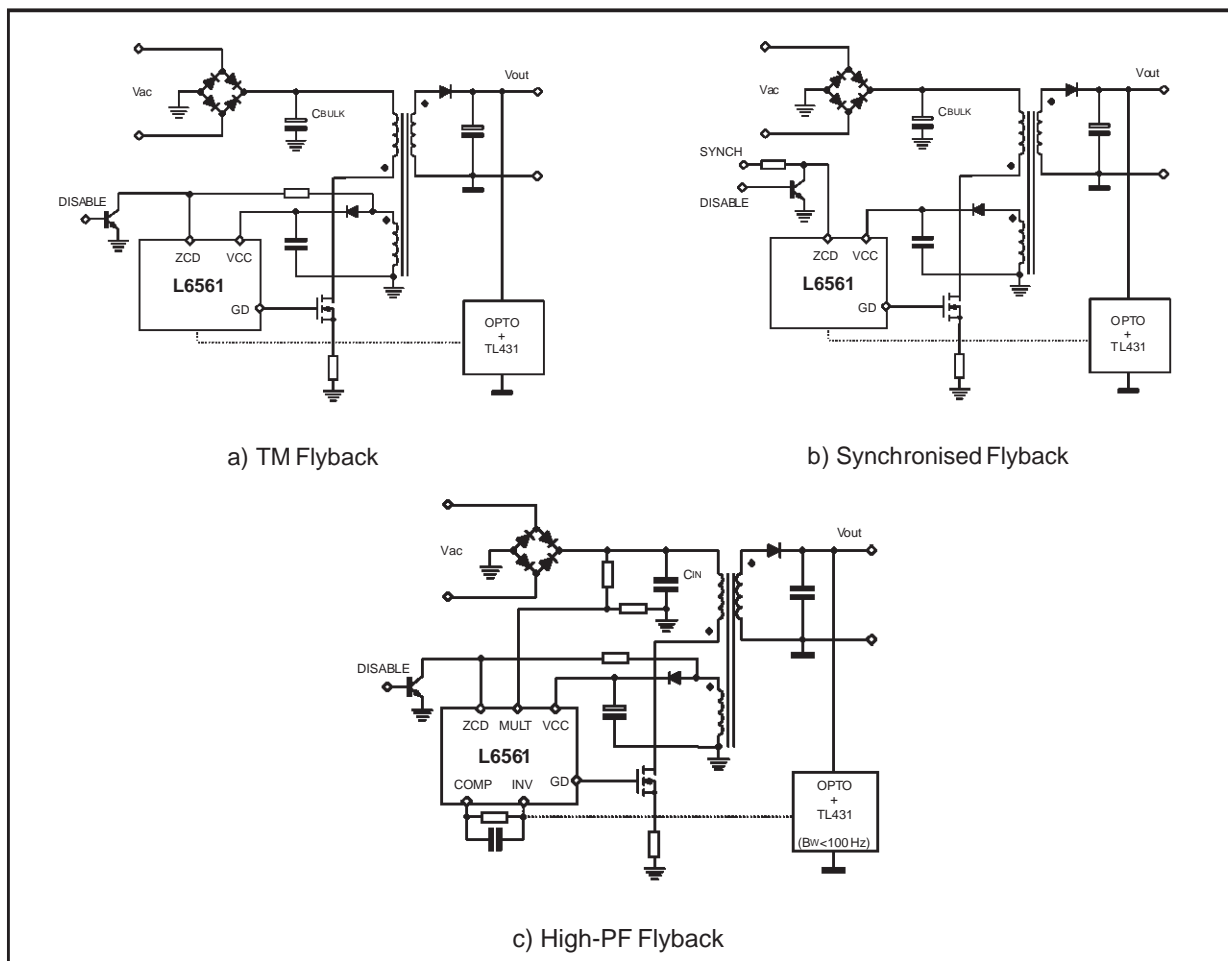 Vac
CBULK
Vout
DISABLE
ZCD VCC
L6561
GD
OPTO
+
TL431
a) TM Flyback
Vac
CBULK
Vout
SYNCH
DISABLE
ZCD VCC
L6561
GD
OPTO
+
TL431
b) Synchronised Flyback
Vac
CIN
Vout
DISABLE
ZCD MULT VCC
L6561
GD
COMP INV
OPTO
+
TL431
(BW<100 Hz)
c) High-PF Flyback